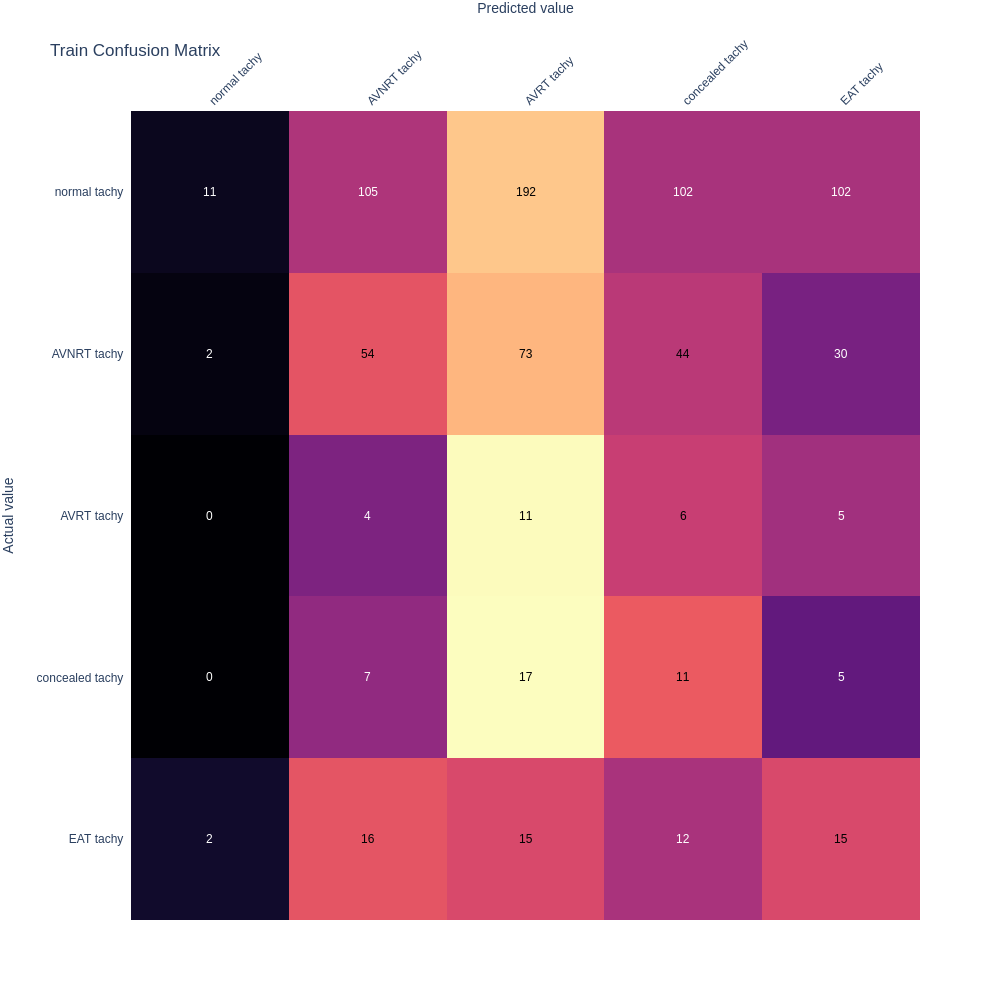 Predicted value
Train Confusion Matrix
normal tachy
AVNRT tachy
AVRT tachy
concealed tachy
EAT tachy
normal tachy 11 105 192 102 102
AVNRT tachy 2 54 73 44 30
AVRT tachy 0 4 11 6 5
concealed tachy 0 7 17 11 5
EAT tachy 2 16 15 12 15
Actual value